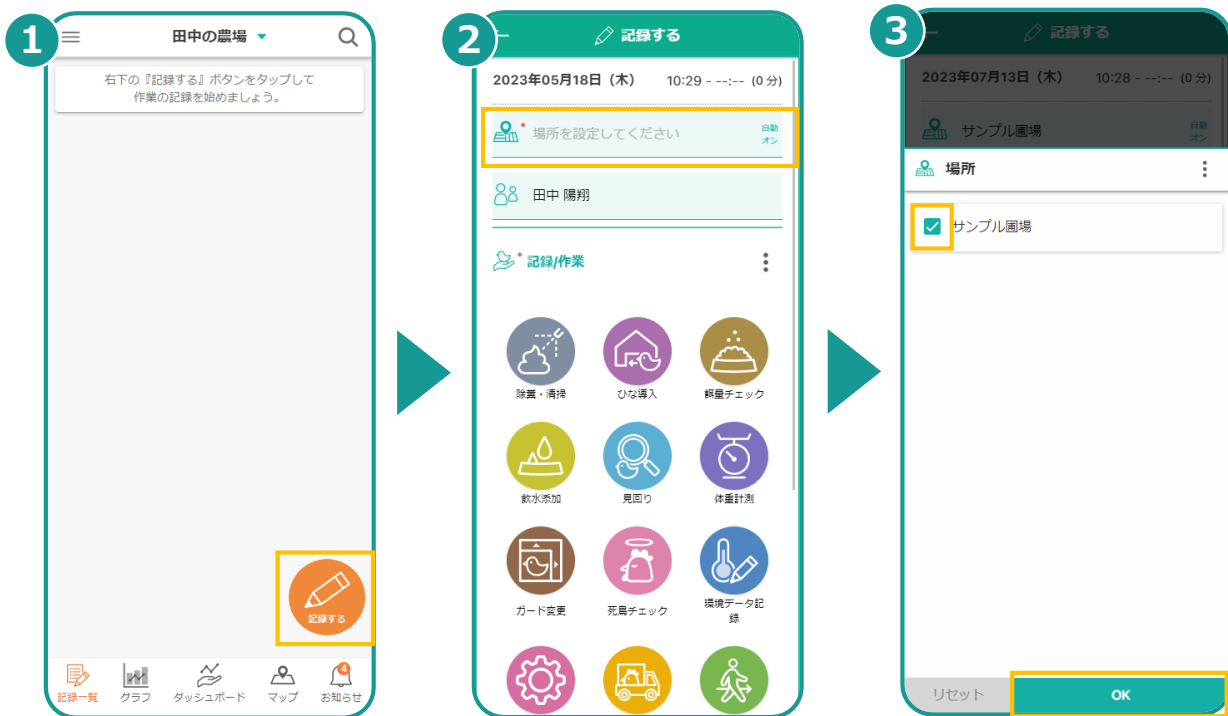 1
田中の農場 ▼
右下の『記録する』ボタンをタップして
作業の記録を始めましょう。
記録する
記録一覧
グラフ
ダッシュボード
マップ
お知らせ
4
2
記録する
2023年05月18日（木） 10:29 - --:-- (0 分)
* 場所を設定してください
自動
オン
田中 陽翔
* 記録/作業
除糞・清掃
ひな導入
餌量チェック
飲水添加
見回り
体重計測
ガード変更
死鳥チェック
環境データ記
録
3
記録する
2023年07月13日（木） 10:28 - --:-- (0 分)
サンプル圃場
自動
オン
場所
サンプル圃場
リセット
OK